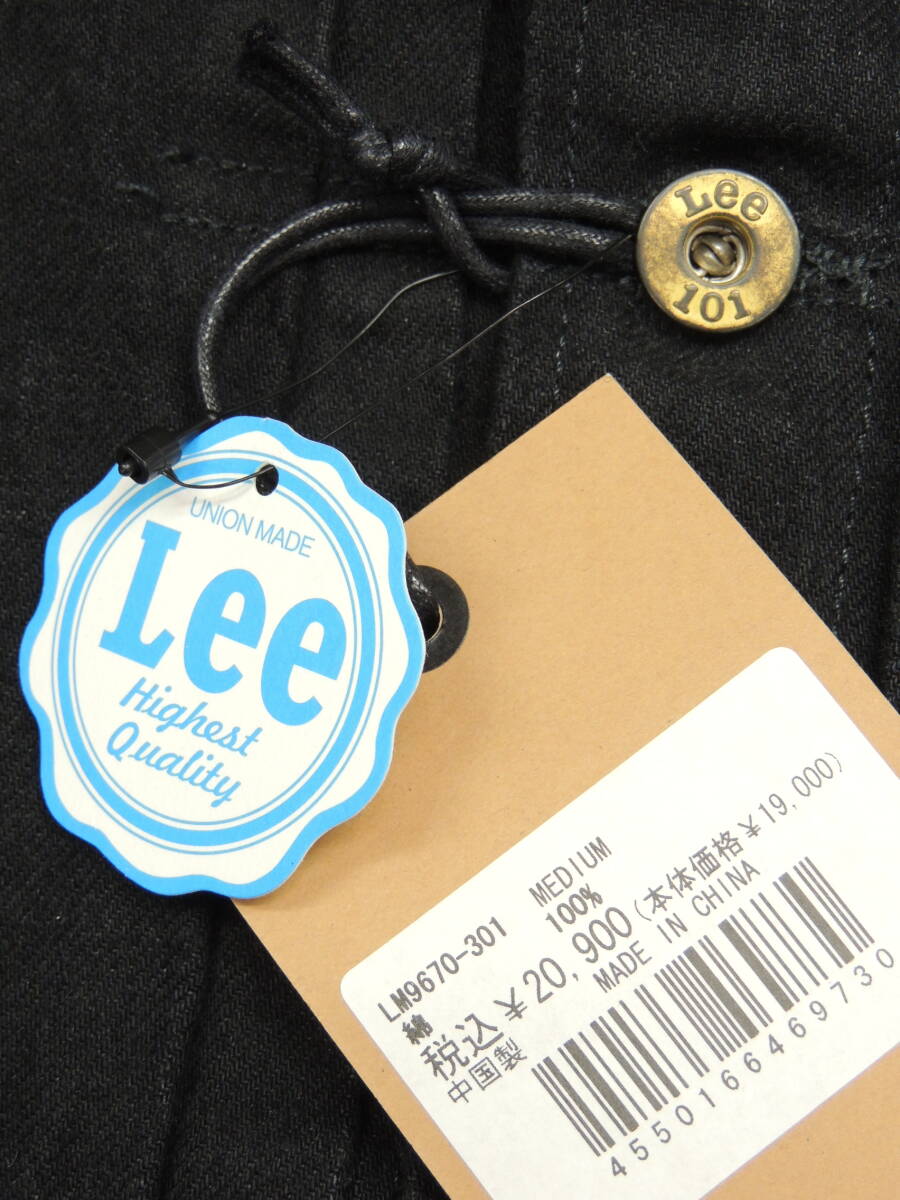 Lee
101
UNION MADE
Lee
Highest
Quality
LM9670-301 MEDIUM
綿 100%
税込¥20,900(本体価格¥19,000)
中国製 MADE IN CHINA
4550166469730